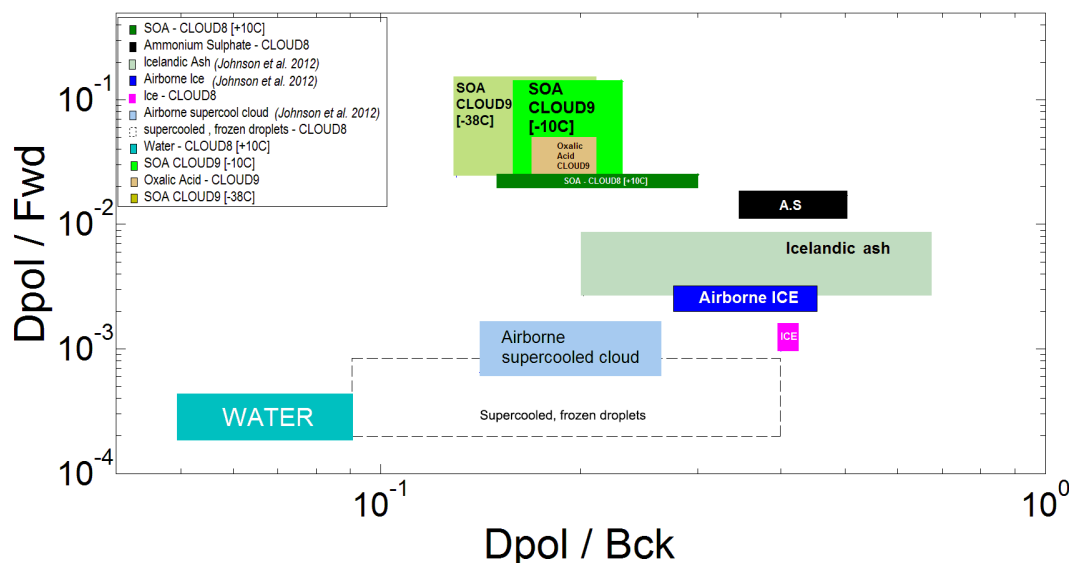 SOA - CLOUD8 [+10C]
Ammonium Sulphate - CLOUD8
Icelandic Ash (Johnson et al. 2012)
Airborne Ice (Johnson et al. 2012)
Ice - CLOUD8
Airborne supercool cloud (Johnson et al. 2012)
supercooled , frozen droplets - CLOUD8
Water - CLOUD8 [+10C]
SOA CLOUD9 [-10C]
Oxalic Acid - CLOUD9
SOA CLOUD9 [-38C]
SOA
CLOUD9
[-38C]
SOA
CLOUD9
[-10C]
Oxalic
Acid
CLOUD9
SOA - CLOUD8 [+10C]
A.S
Icelandic ash
Airborne ICE
ICE
Airborne
supercooled cloud
Supercooled, frozen droplets
WATER
10^-1
10^-2
10^-3
10^-4
Dpol / Fwd
10^-1
10^0
Dpol / Bck